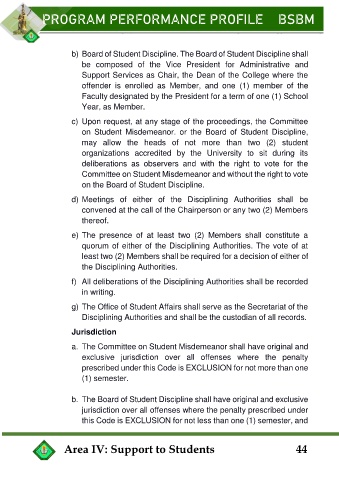 PROGRAM PERFORMANCE PROFILE BSBM
b) Board of Student Discipline. The Board of Student Discipline shall
be composed of the Vice President for Administrative and
Support Services as Chair, the Dean of the College where the
offender is enrolled as Member, and one (1) member of the
Faculty designated by the President for a term of one (1) School
Year, as Member.
c) Upon request, at any stage of the proceedings, the Committee
on Student Misdemeanor. or the Board of Student Discipline,
may allow the heads of not more than two (2) student
organizations accredited by the University to sit during its
deliberations as observers and with the right to vote for the
Committee on Student Misdemeanor and without the right to vote
on the Board of Student Discipline.
d) Meetings of either of the Disciplining Authorities shall be
convened at the call of the Chairperson or any two (2) Members
thereof.
e) The presence of at least two (2) Members shall constitute a
quorum of either of the Disciplining Authorities. The vote of at
least two (2) Members shall be required for a decision of either of
the Disciplining Authorities.
f) All deliberations of the Disciplining Authorities shall be recorded
in writing.
g) The Office of Student Affairs shall serve as the Secretariat of the
Disciplining Authorities and shall be the custodian of all records.
Jurisdiction
a. The Committee on Student Misdemeanor shall have original and
exclusive jurisdiction over all offenses where the penalty
prescribed under this Code is EXCLUSION for not more than one
(1) semester.
b. The Board of Student Discipline shall have original and exclusive
jurisdiction over all offenses where the penalty prescribed under
this Code is EXCLUSION for not less than one (1) semester, and
Area IV: Support to Students 44